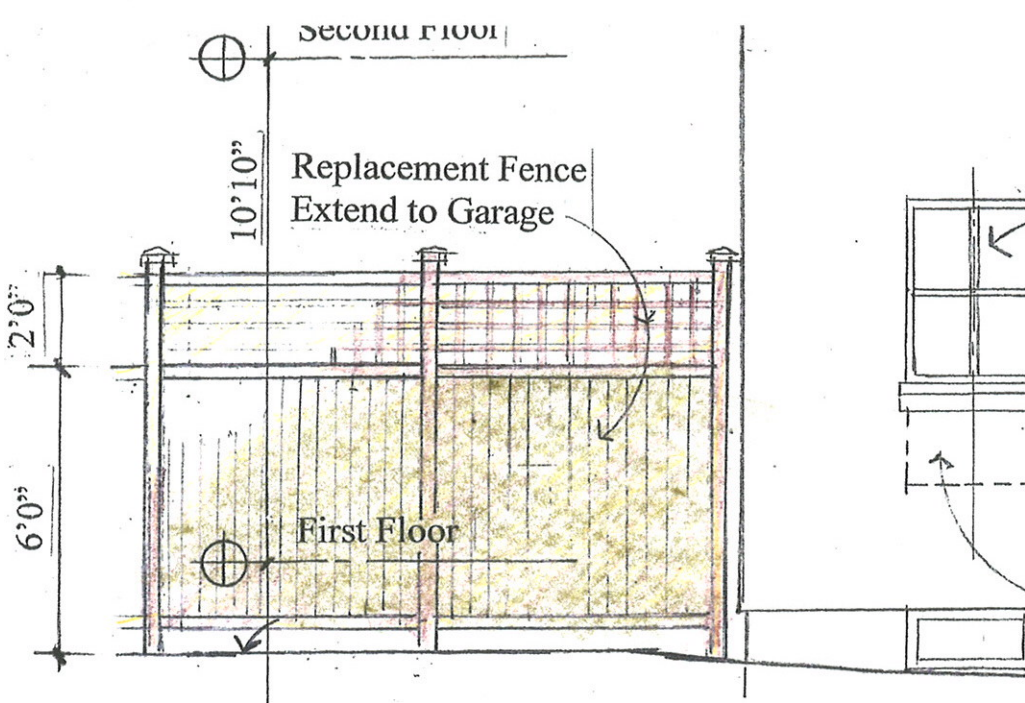 Second Floor
10'10”
Replacement Fence
Extend to Garage
2'0”
6'0”
First Floor